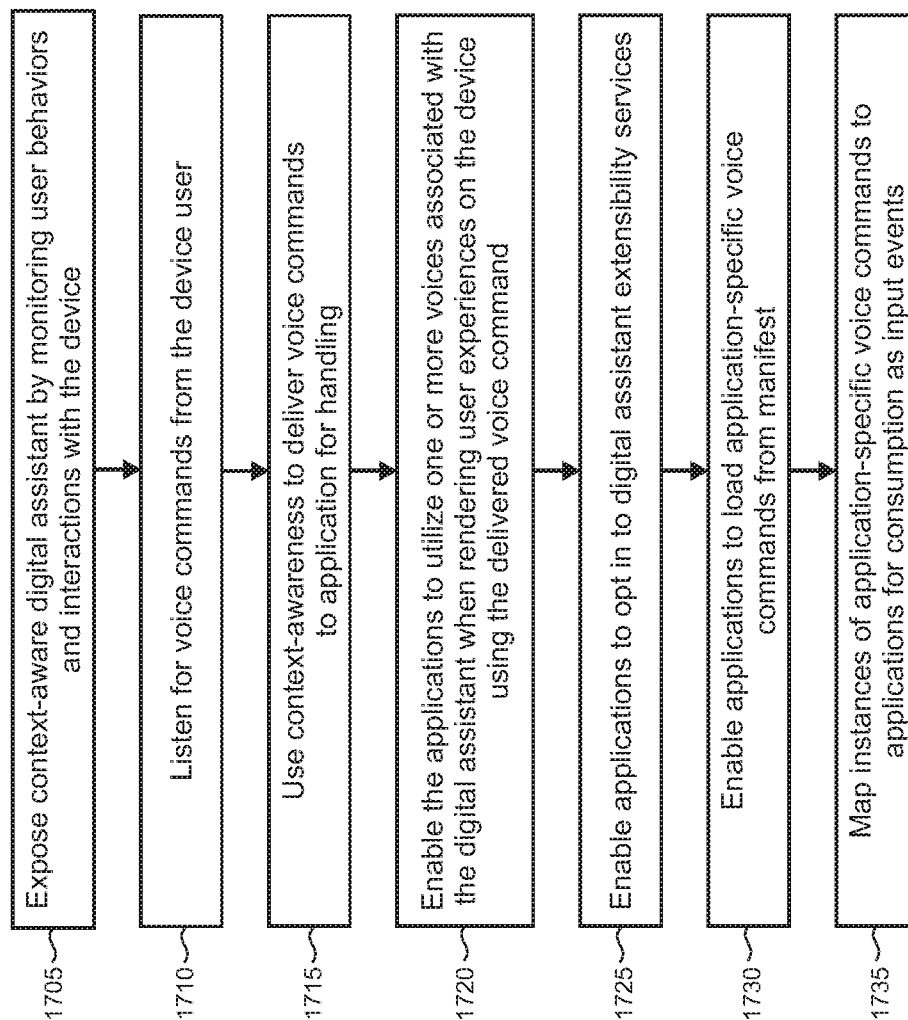 1705
Expose context-aware digital assistant by monitoring user behaviors
and interactions with the device
1710
Listen for voice commands from the device user
1715
Use context-awareness to deliver voice commands
to application for handling
1720
Enable the applications to utilize one or more voices associated with
the digital assistant when rendering user experiences on the device
using the delivered voice command
1725
Enable applications to opt in to digital assistant extensibility services
1730
Enable applications to load application-specific voice
commands from manifest
1735
Map instances of application-specific voice commands to
applications for consumption as input events